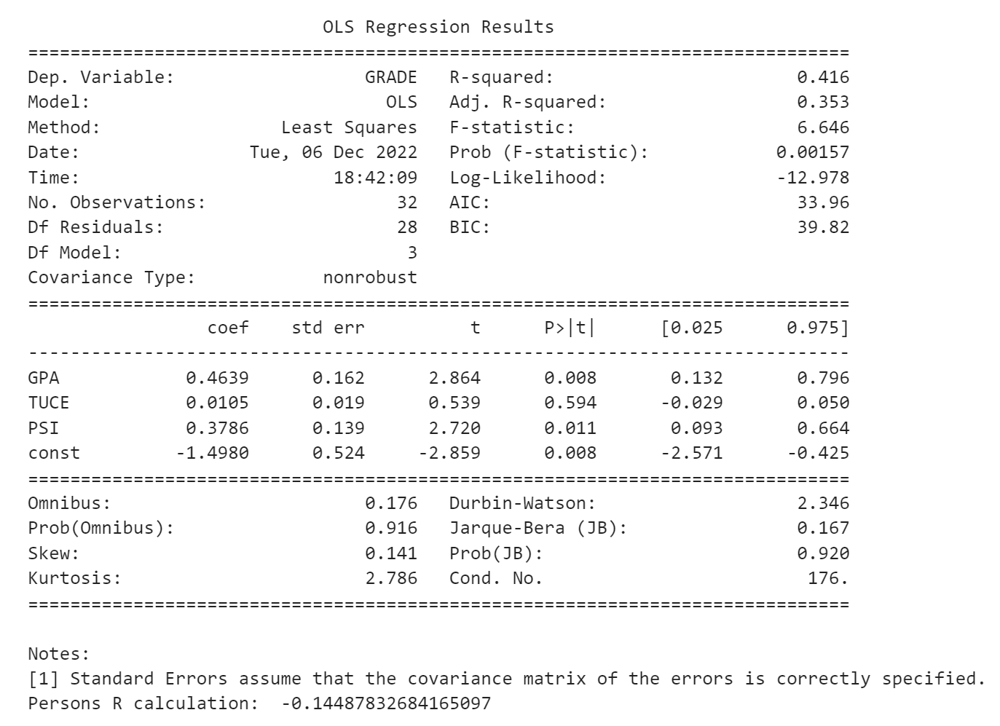 OLS Regression Results
==============================================================================
Dep. Variable:                  GRADE   R-squared:                       0.416
Model:                            OLS   Adj. R-squared:                  0.353
Method:                 Least Squares   F-statistic:                     6.646
Date:                Tue, 06 Dec 2022   Prob (F-statistic):            0.00157
Time:                        18:42:09   Log-Likelihood:                -12.978
No. Observations:                  32   AIC:                             33.96
Df Residuals:                      28   BIC:                             39.82
Df Model:                           3
Covariance Type:            nonrobust
==============================================================================
                 coef    std err          t      P>|t|      [0.025      0.975]
------------------------------------------------------------------------------
GPA            0.4639      0.162      2.864      0.008       0.132       0.796
TUCE           0.0105      0.019      0.539      0.594      -0.029       0.050
PSI            0.3786      0.139      2.720      0.011       0.093       0.664
const         -1.4980      0.524     -2.859      0.008      -2.571      -0.425
==============================================================================
Omnibus:                        0.176   Durbin-Watson:                   2.346
Prob(Omnibus):                  0.916   Jarque-Bera (JB):                0.167
Skew:                           0.141   Prob(JB):                        0.920
Kurtosis:                       2.786   Cond. No.                         176.
==============================================================================
Notes:
[1] Standard Errors assume that the covariance matrix of the errors is correctly specified.
Persons R calculation:  -0.14487832684165097